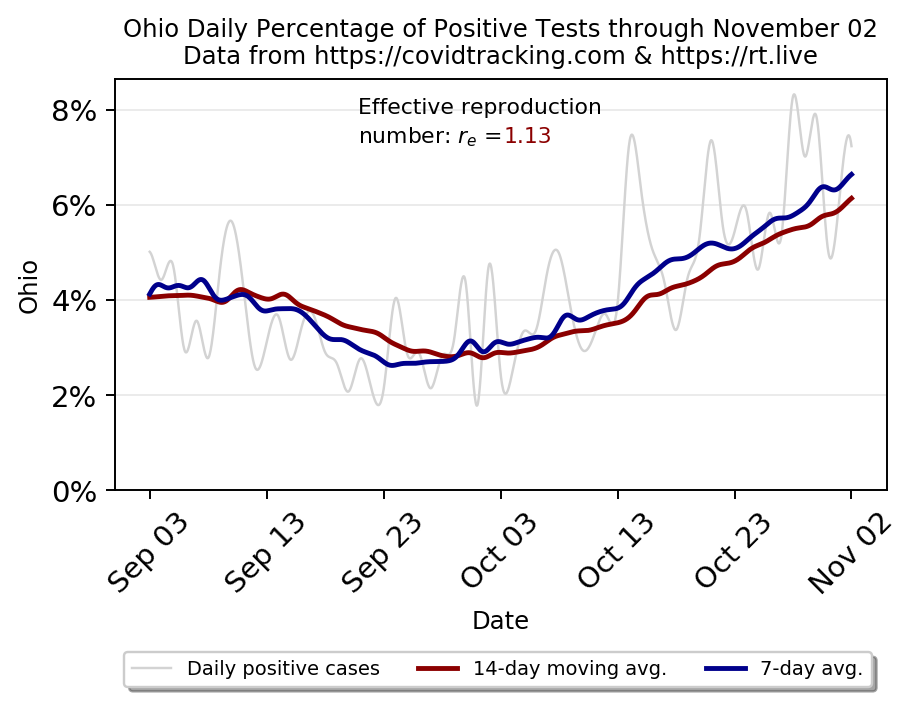 Ohio Daily Percentage of Positive Tests through November 02
Data from https://covidtracking.com & https://rt.live
Effective reproduction
number: rₑ =1.13
8%
6%
4%
2%
0%
Ohio
Sep 03
Sep 13
Sep 23
Oct 03
Oct 13
Oct 23
Nov 02
Date
Daily positive cases
14-day moving avg.
7-day avg.